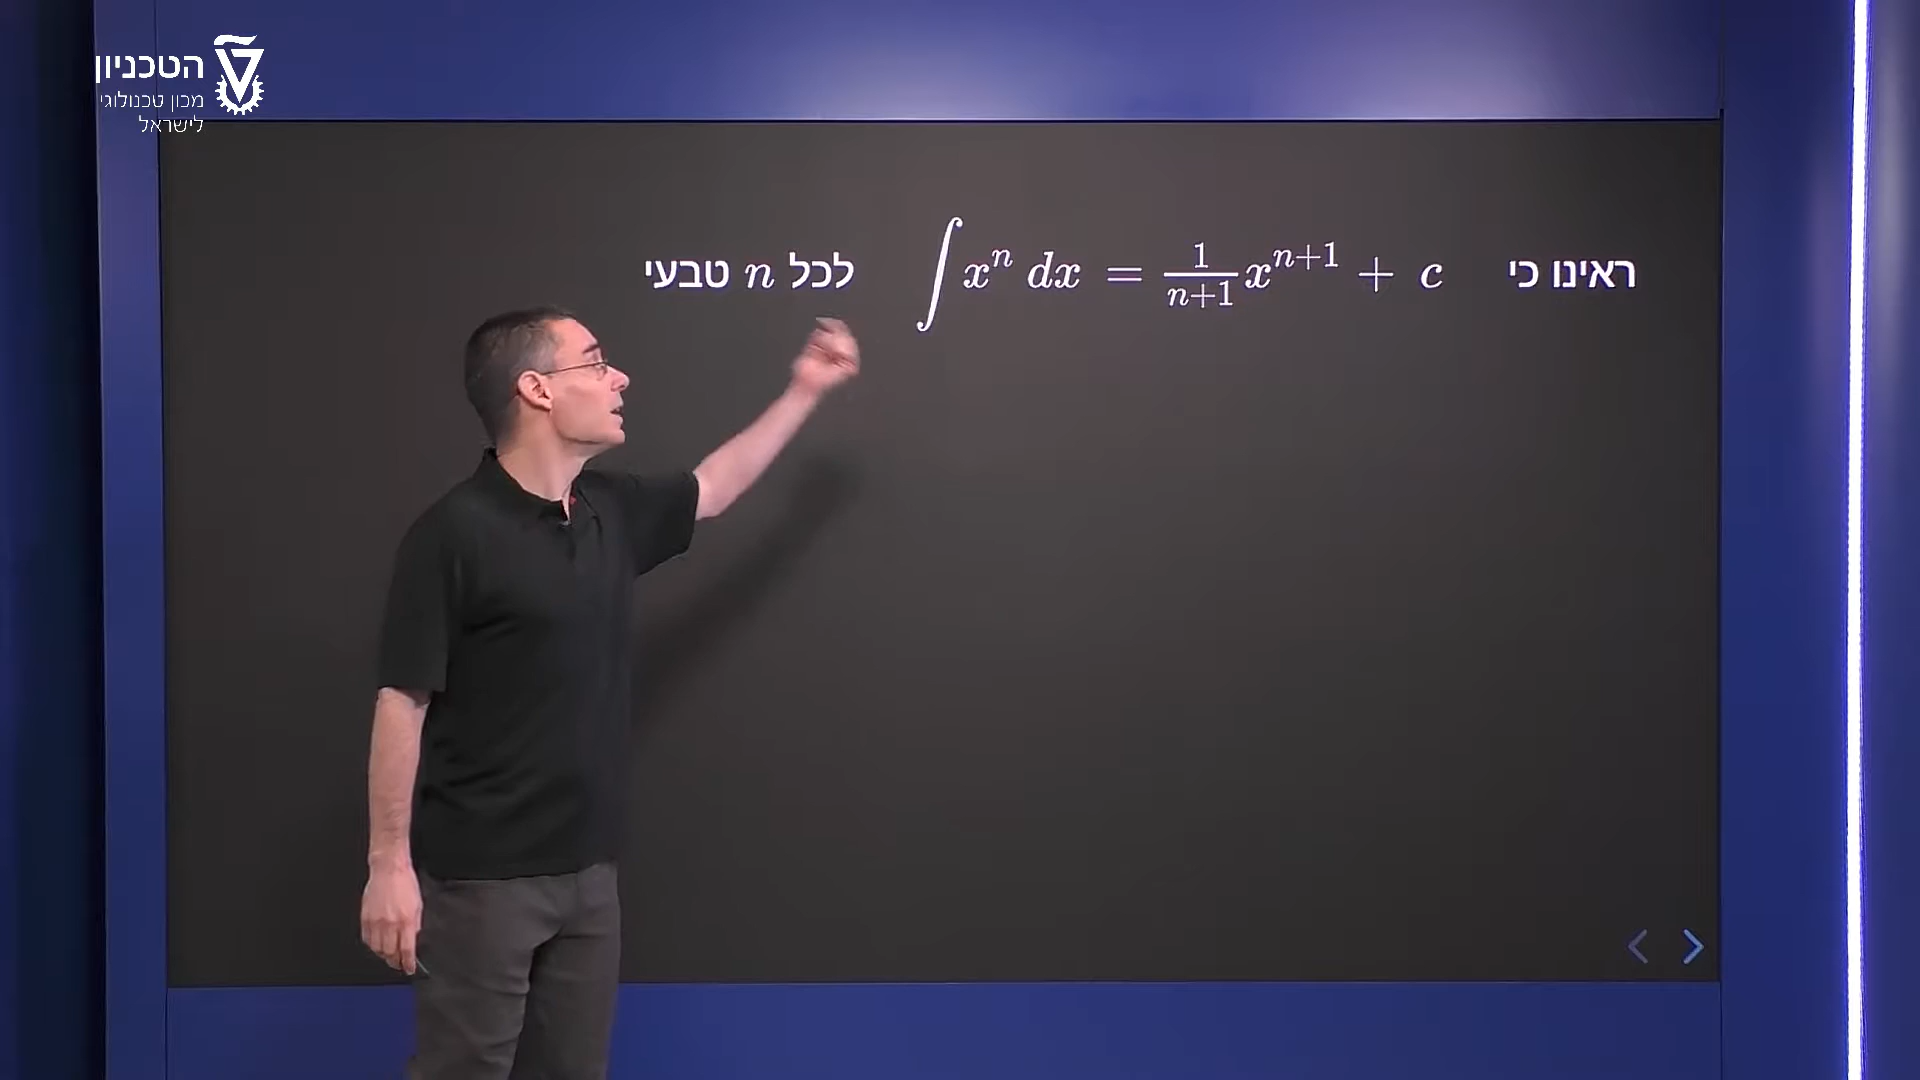 הטכניון
מכון טכנולוגי
לישראל
ראינו כי ∫xⁿ dx = 1/(n+1) xⁿ⁺¹ + c לכל n טבעי